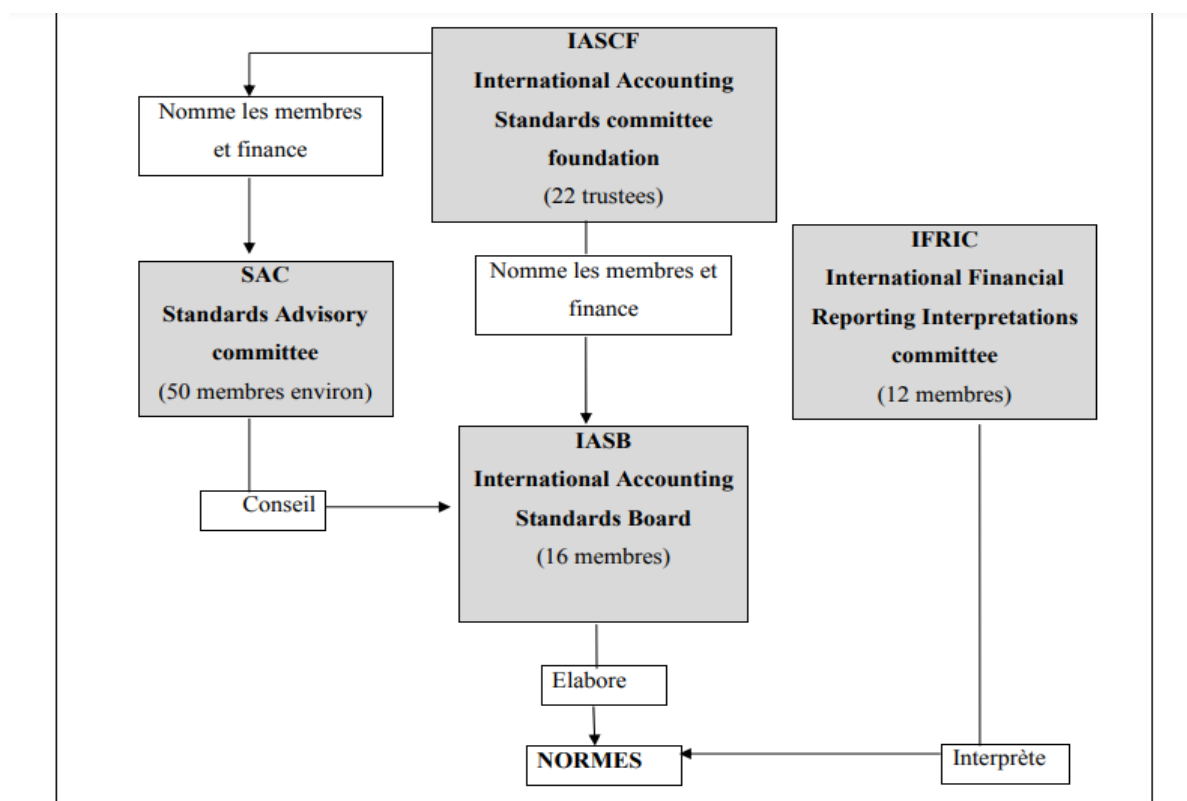 IASCF
International Accounting
Standards committee
foundation
(22 trustees)
Nomme les membres
et finance
SAC
Standards Advisory
committee
(50 membres environ)
Nomme les membres et
finance
IFRIC
International Financial
Reporting Interpretations
committee
(12 membres)
IASB
International Accounting
Standards Board
(16 membres)
Conseil
Elabore
NORMES
Interprète